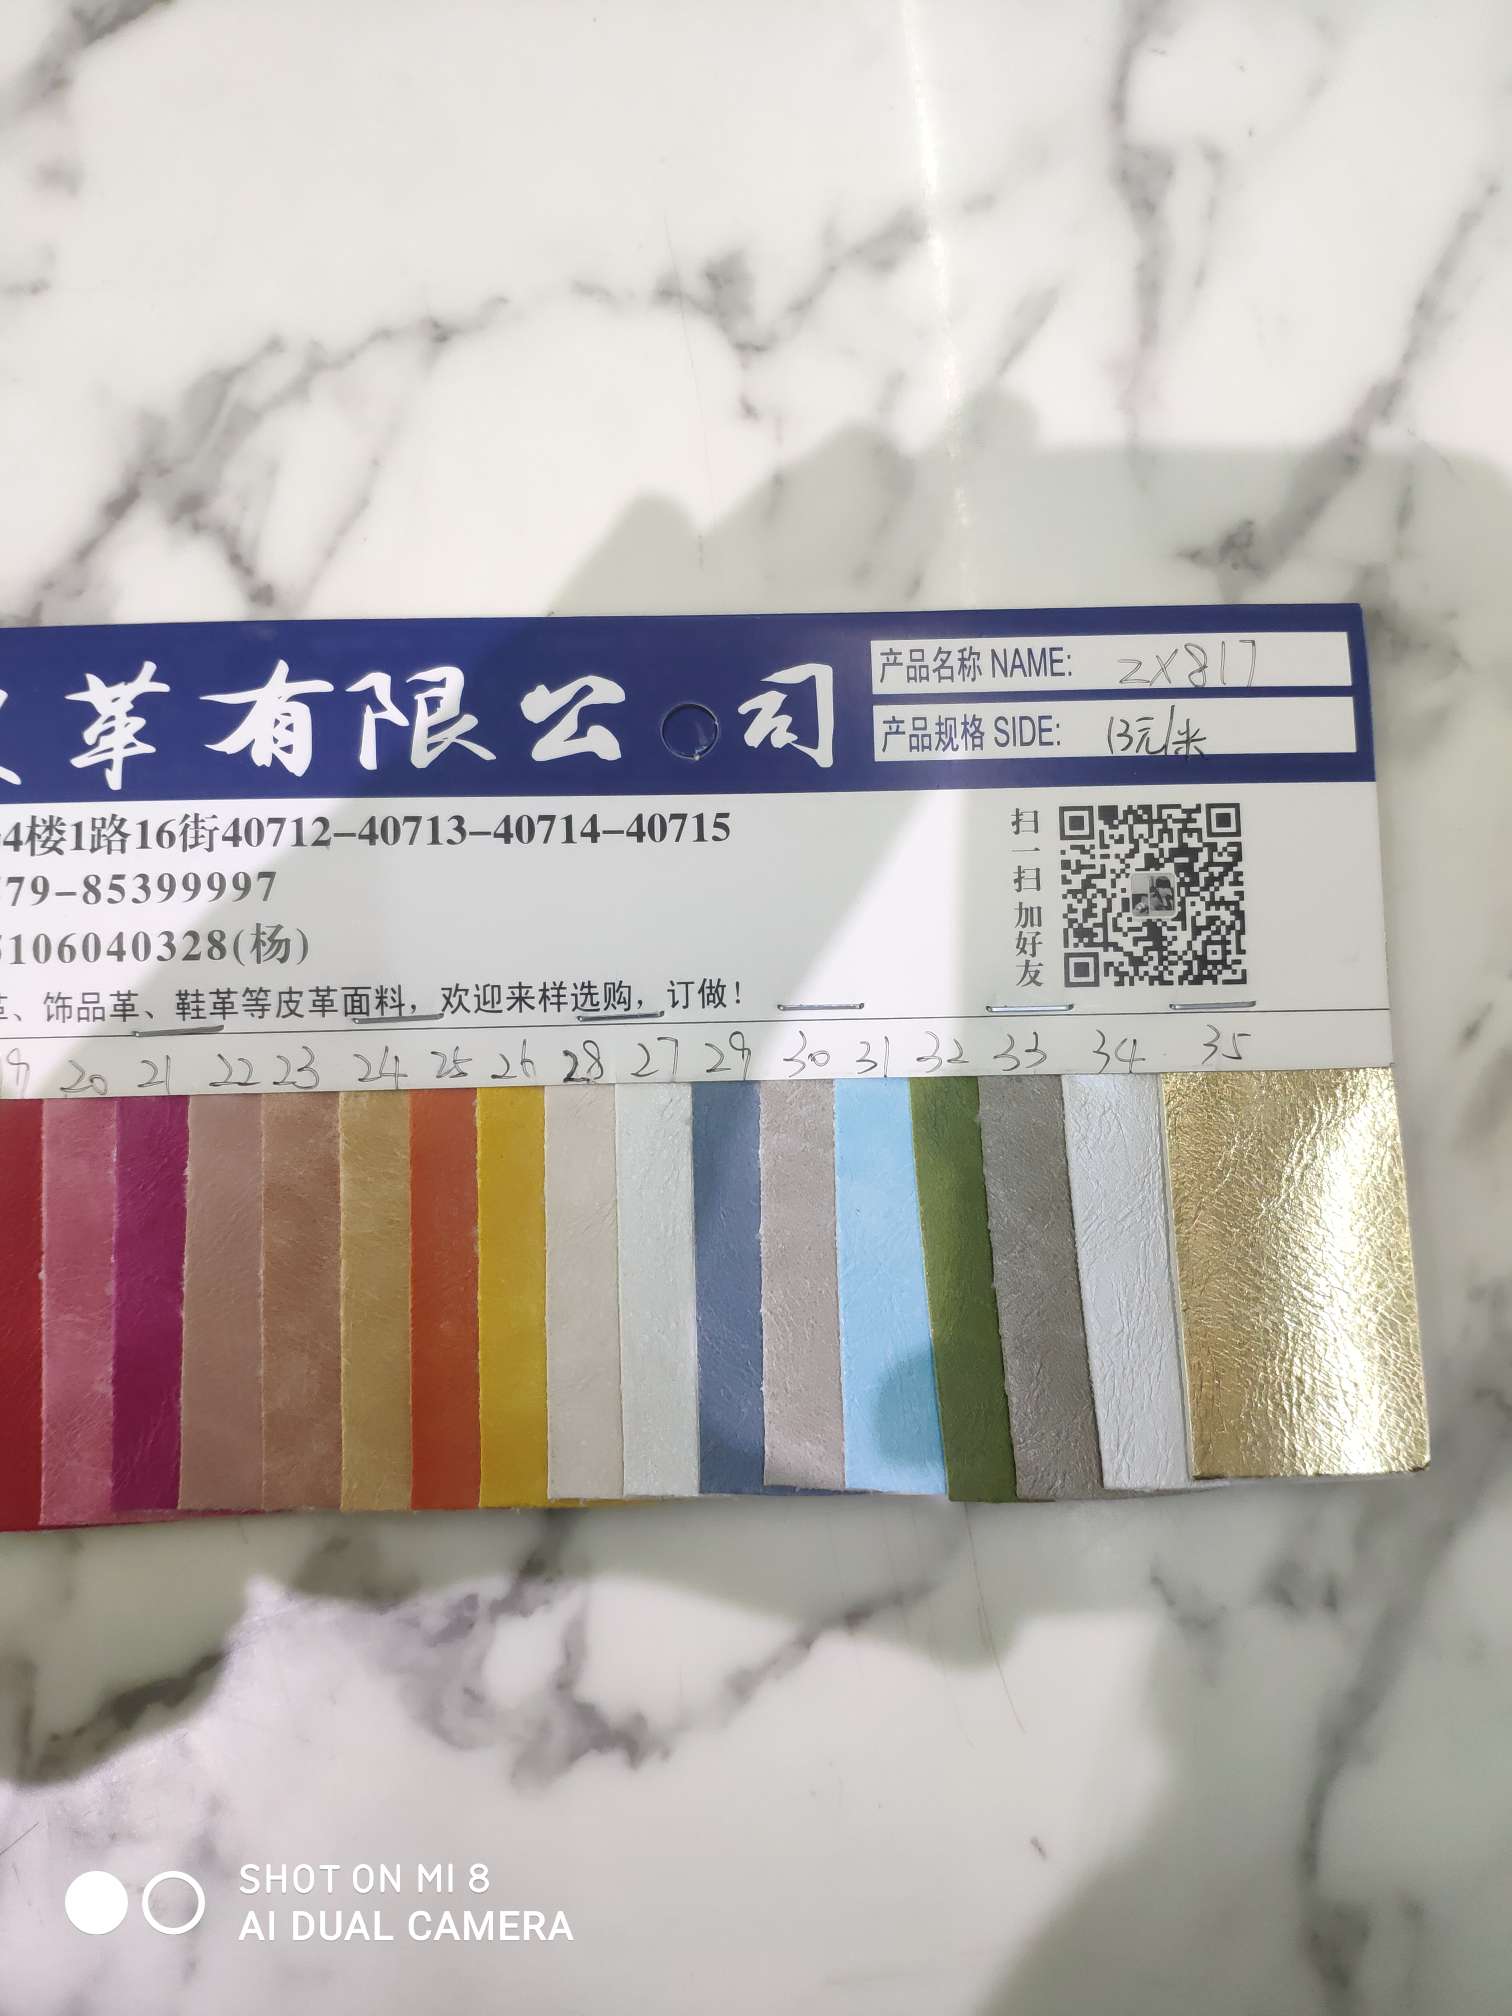 革有限公司
产品名称 NAME: ZX817
产品规格 SIDE: 13元/米
4楼1路16街40712-40713-40714-40715
79-85399997
106040328(杨)
、饰品革、鞋革等皮革面料，欢迎来样选购，订做！
扫一扫 加好友
19 20 21 22 23 24 25 26 28 27 29 30 31 32 33 34 35
SHOT ON MI 8
AI DUAL CAMERA